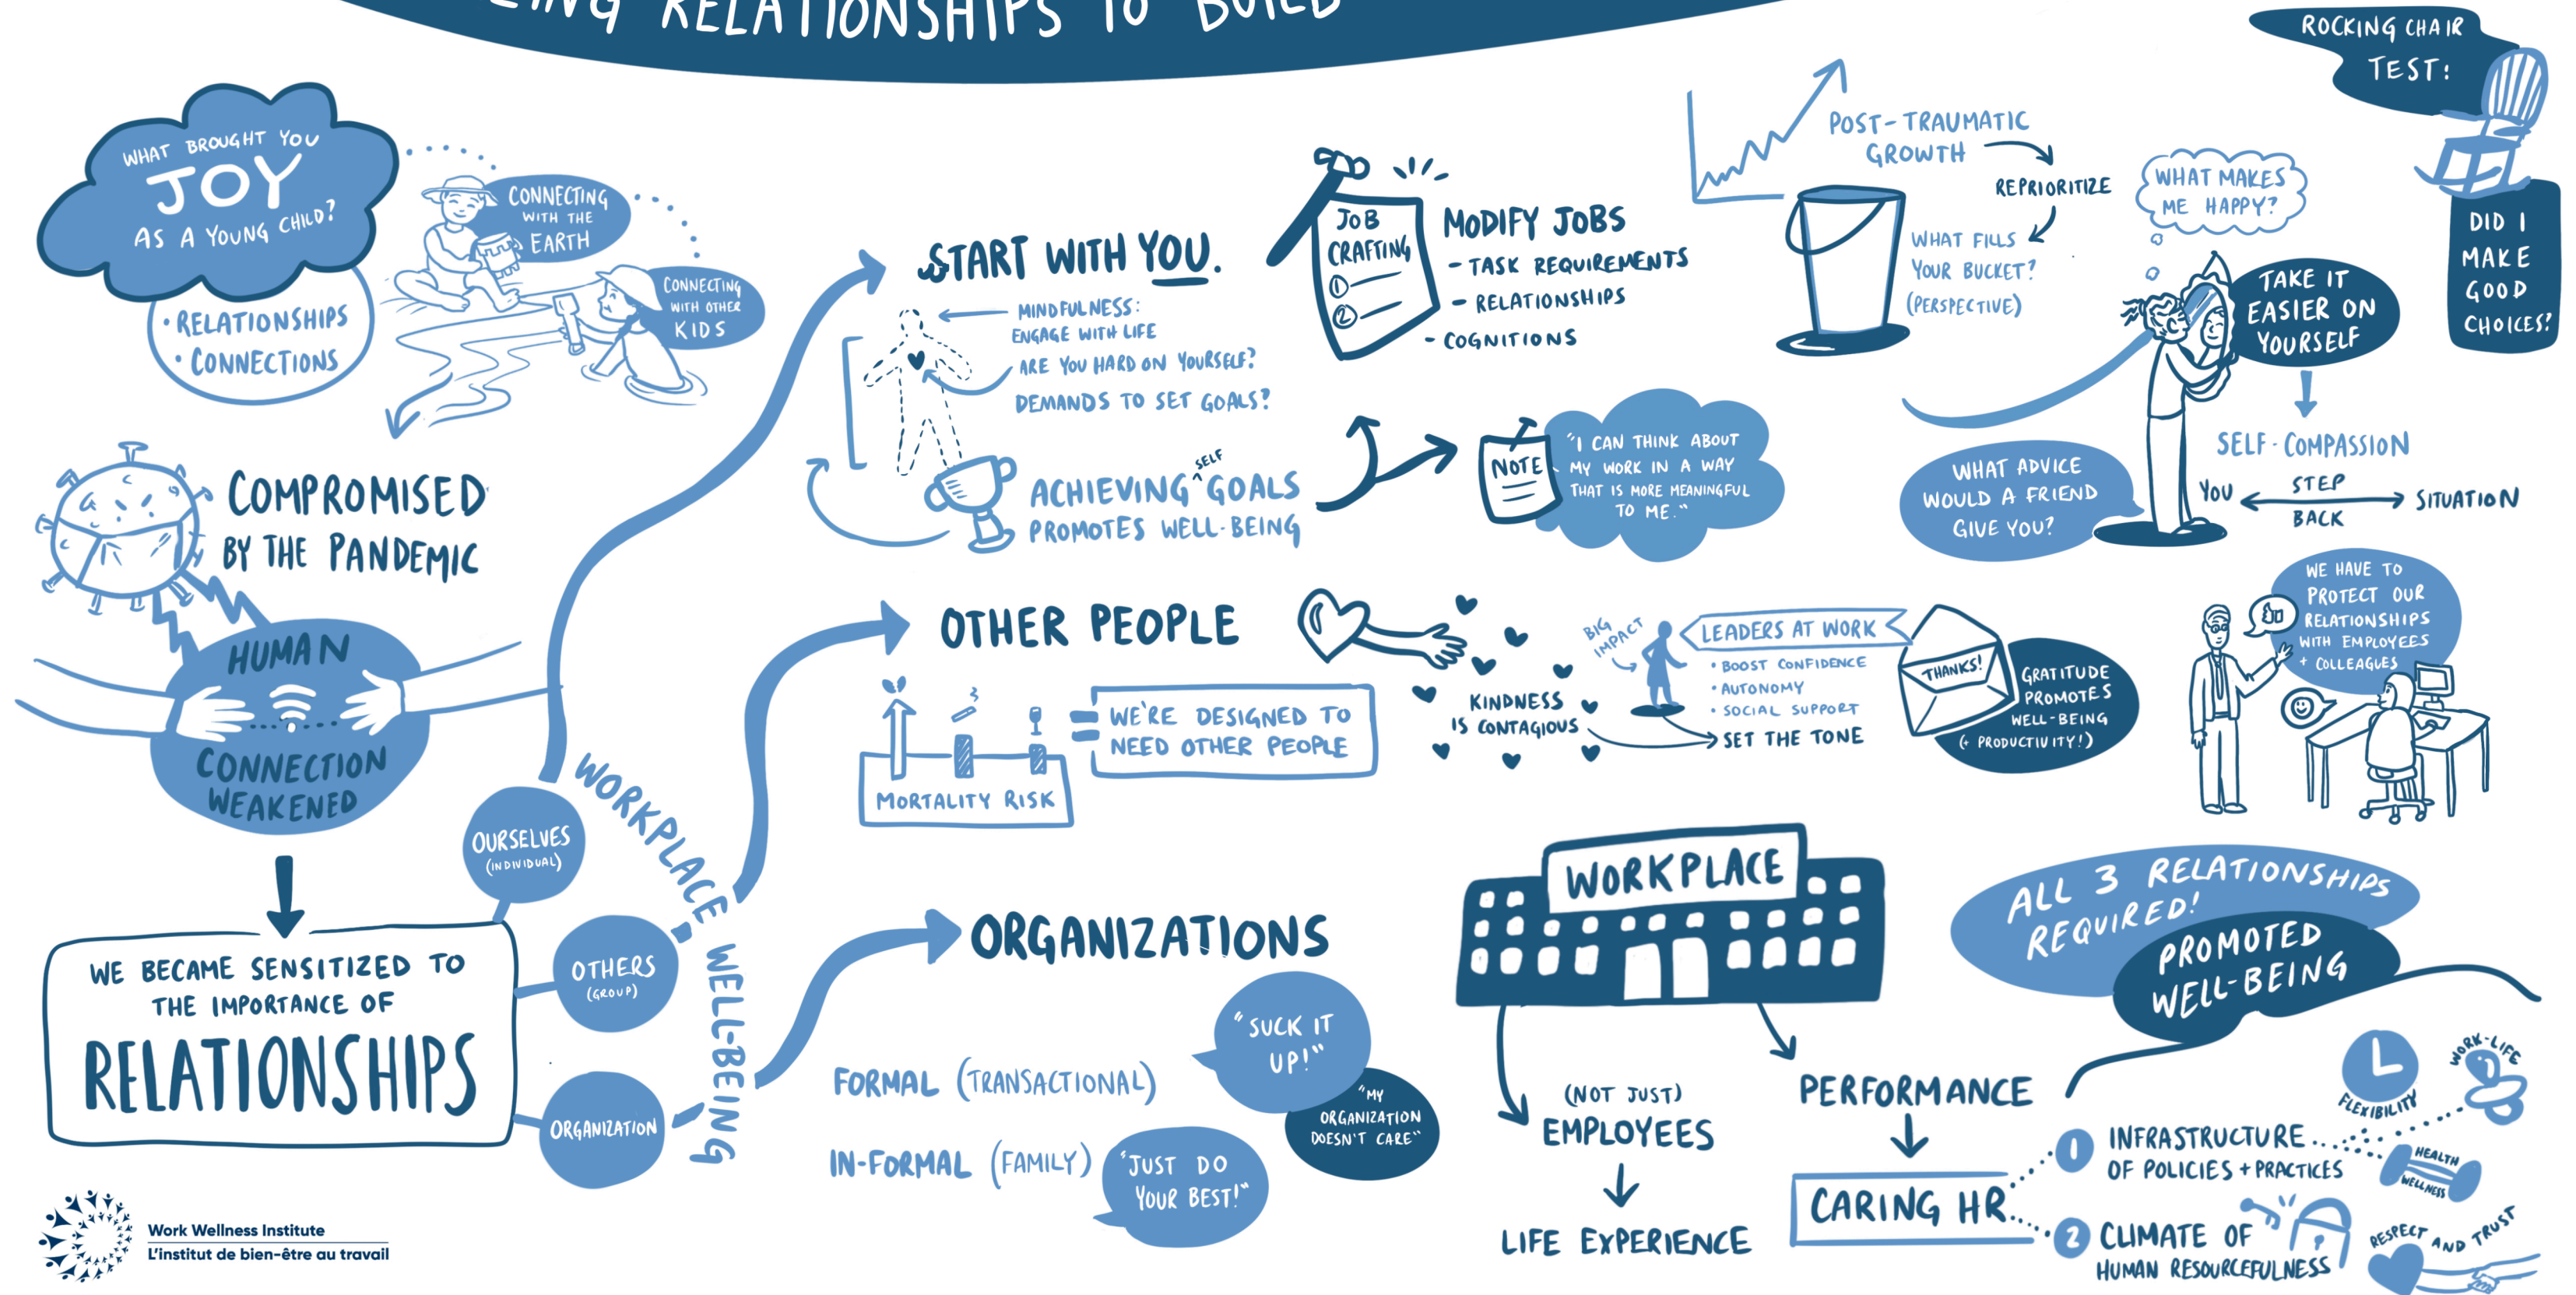 RELATIONSHIPS TO BUILD
WHAT BROUGHT YOU
JOY
AS A YOUNG CHILD?
• RELATIONSHIPS
• CONNECTIONS
CONNECTING
WITH THE
EARTH
CONNECTING
WITH OTHER
KIDS
COMPROMISED
BY THE PANDEMIC
HUMAN
CONNECTION
WEAKENED
WE BECAME SENSITIZED TO
THE IMPORTANCE OF
RELATIONSHIPS
OURSELVES
(INDIVIDUAL)
OTHERS
(GROUP)
ORGANIZATION
WORKPLACE WELL-BEING
START WITH YOU.
MINDFULNESS:
ENGAGE WITH LIFE
ARE YOU HARD ON YOURSELF?
DEMANDS TO SET GOALS?
ACHIEVING ^SELF GOALS
PROMOTES WELL-BEING
JOB
CRAFTING
1
2
MODIFY JOBS
- TASK REQUIREMENTS
- RELATIONSHIPS
- COGNITIONS
NOTE
"I CAN THINK ABOUT
MY WORK IN A WAY
THAT IS MORE MEANINGFUL
TO ME."
POST-TRAUMATIC
GROWTH
REPRIORITIZE
WHAT FILLS
YOUR BUCKET?
(PERSPECTIVE)
WHAT MAKES
ME HAPPY?
TAKE IT
EASIER ON
YOURSELF
SELF-COMPASSION
YOU
STEP
BACK
SITUATION
WHAT ADVICE
WOULD A FRIEND
GIVE YOU?
ROCKING CHAIR
TEST:
DID I
MAKE
GOOD
CHOICES?
OTHER PEOPLE
MORTALITY RISK
= WE'RE DESIGNED TO
NEED OTHER PEOPLE
KINDNESS
IS CONTAGIOUS
BIG
IMPACT
LEADERS AT WORK
• BOOST CONFIDENCE
• AUTONOMY
• SOCIAL SUPPORT
SET THE TONE
THANKS!
GRATITUDE
PROMOTES
WELL-BEING
(+ PRODUCTIVITY!)
WE HAVE TO
PROTECT OUR
RELATIONSHIPS
WITH EMPLOYEES
+ COLLEAGUES
ORGANIZATIONS
FORMAL (TRANSACTIONAL)
"SUCK IT
UP!"
"MY
ORGANIZATION
DOESN'T CARE"
IN-FORMAL (FAMILY)
"JUST DO
YOUR BEST!"
WORKPLACE
(NOT JUST)
EMPLOYEES
LIFE EXPERIENCE
PERFORMANCE
CARING HR
ALL 3 RELATIONSHIPS
REQUIRED!
PROMOTED
WELL-BEING
1 INFRASTRUCTURE
OF POLICIES + PRACTICES
FLEXIBILITY
WORK-LIFE
HEALTH
WELLNESS
2 CLIMATE OF
HUMAN RESOURCEFULNESS
RESPECT AND TRUST
Work Wellness Institute
L'institut de bien-être au travail